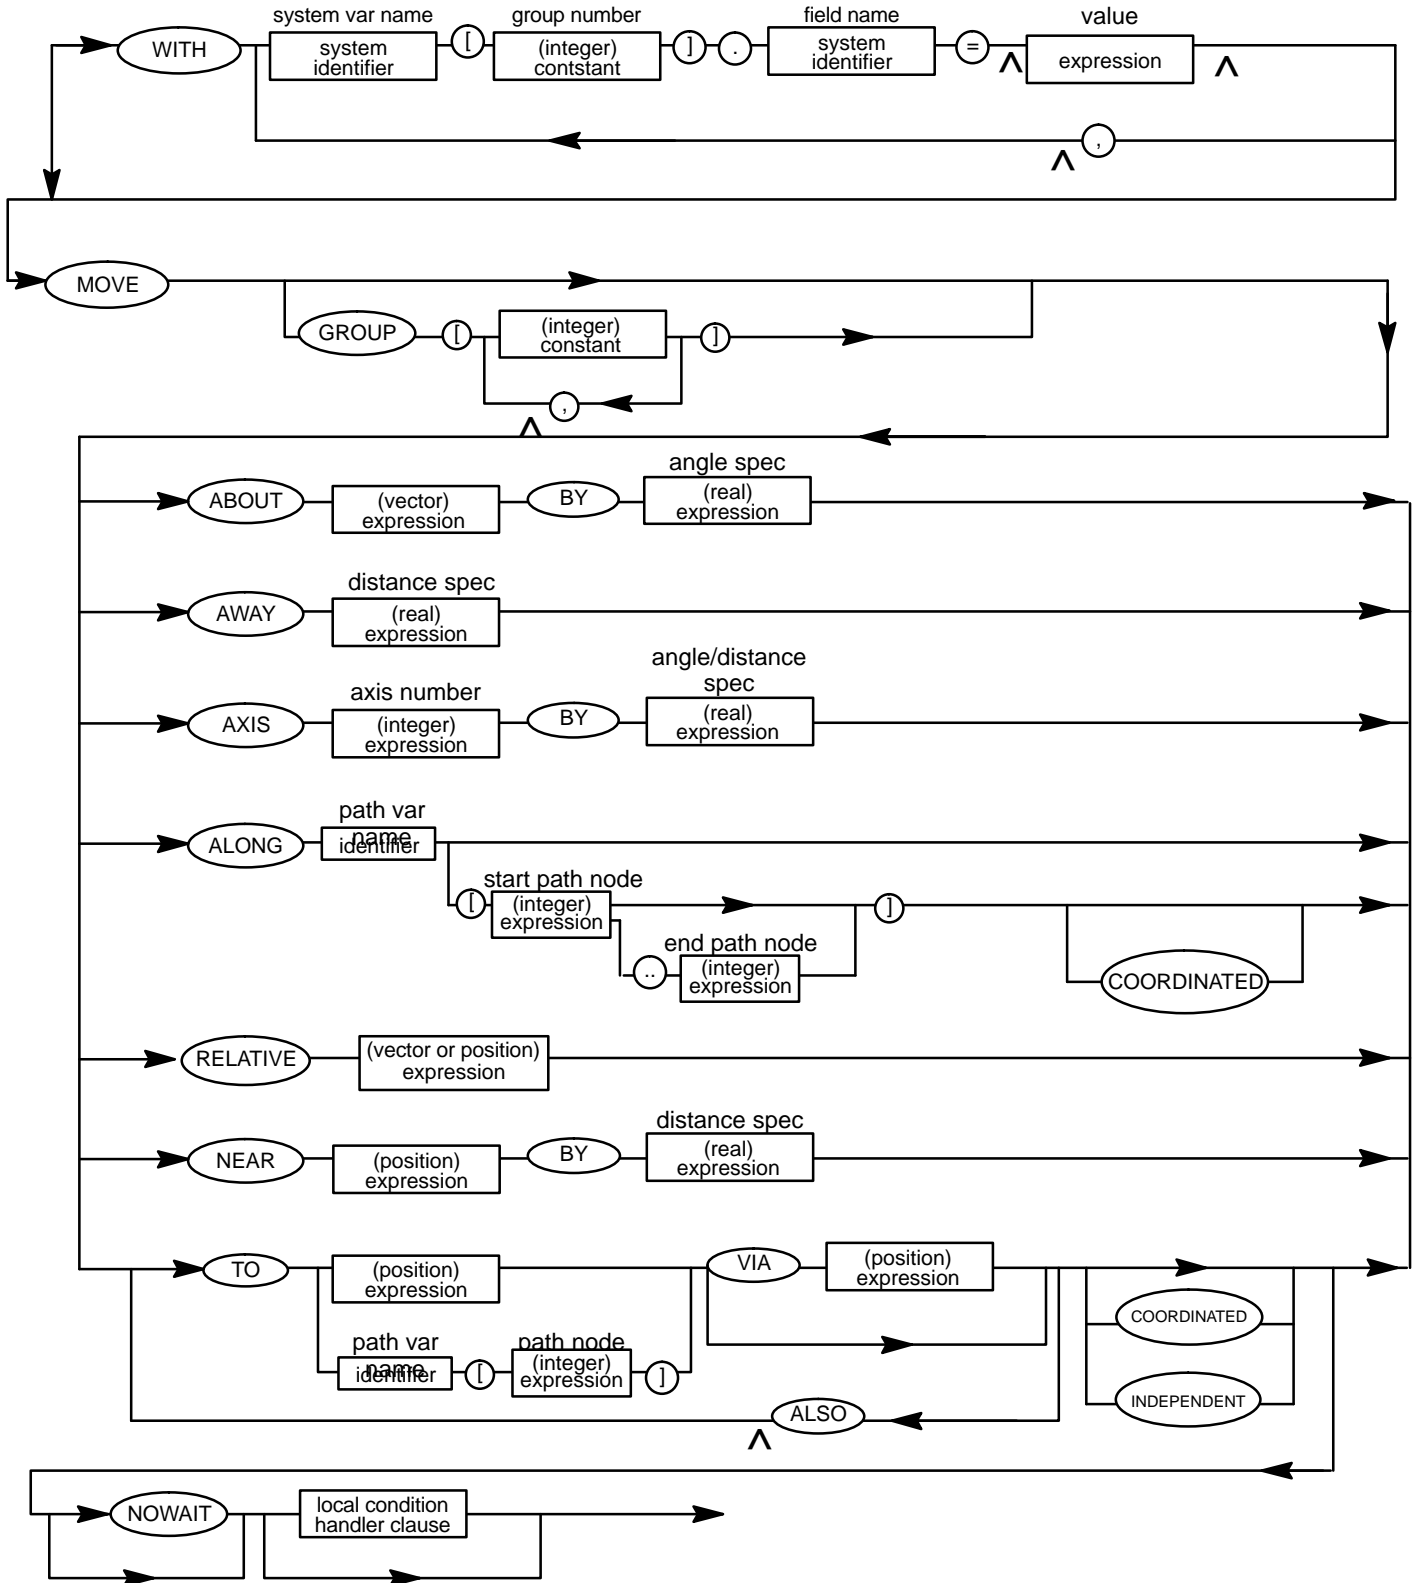 system var name group number field name value
WITH system identifier [ (integer) contstant ] . system identifier = ^ expression ^
^ ,
MOVE
GROUP [ (integer) constant ]
^ ,
angle spec
ABOUT (vector) expression BY (real) expression
distance spec
AWAY (real) expression
angle/distance spec
axis number
AXIS (integer) expression BY (real) expression
path var name
ALONG identifier
start path node
[ (integer) expression ]
end path node
.. (integer) expression
COORDINATED
RELATIVE (vector or position) expression
distance spec
NEAR (position) expression BY (real) expression
TO (position) expression VIA (position) expression
COORDINATED
path var name path node
identifier [ (integer) expression ]
INDEPENDENT
^ ALSO
NOWAIT local condition handler clause